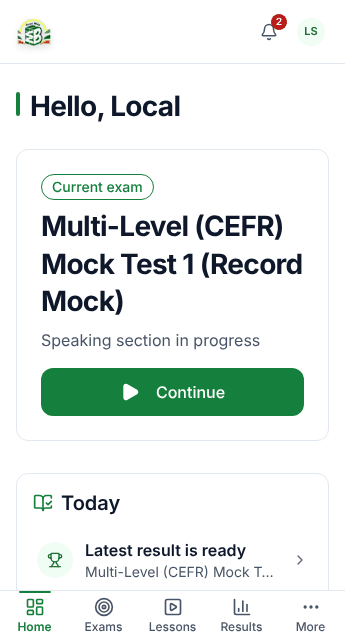 2
LS
Hello, Local
Current exam
Multi-Level (CEFR)
Mock Test 1 (Record
Mock)
Speaking section in progress
Continue
Today
Latest result is ready
Multi-Level (CEFR) Mock T...
Home
Exams
Lessons
Results
More